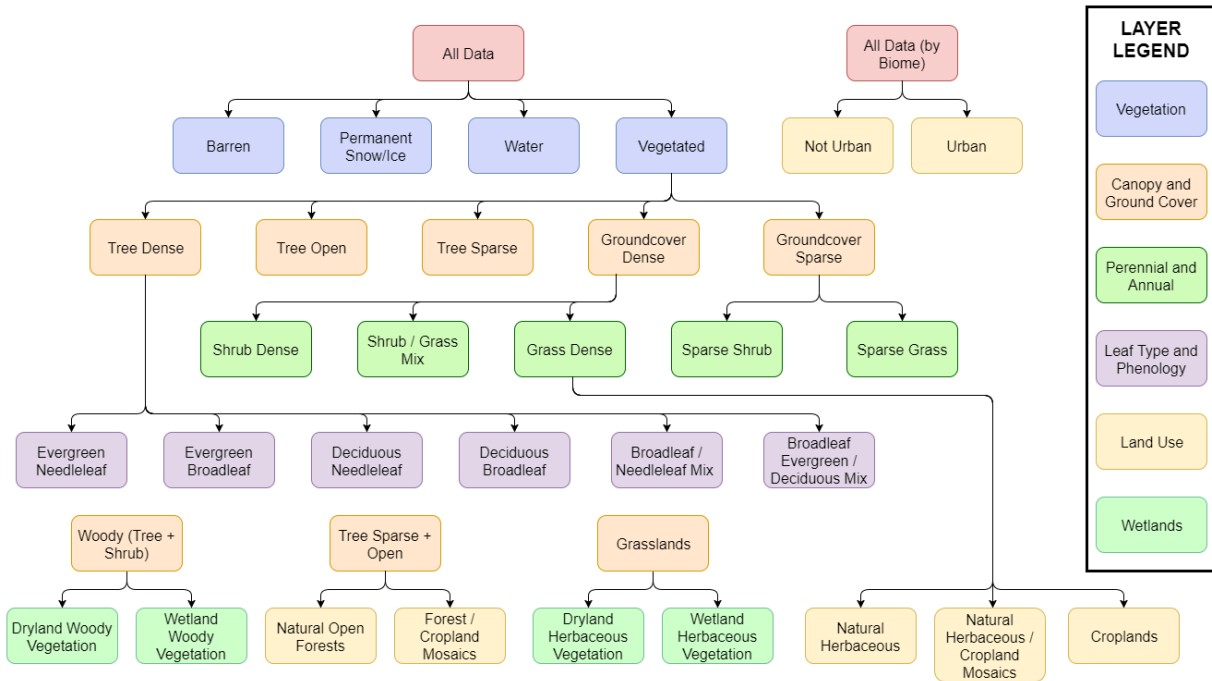 All Data
All Data (by
Biome)
LAYER
LEGEND
Barren
Permanent
Snow/Ice
Water
Vegetated
Not Urban
Urban
Vegetation
Tree Dense
Tree Open
Tree Sparse
Groundcover
Dense
Groundcover
Sparse
Canopy and
Ground Cover
Shrub Dense
Shrub / Grass
Mix
Grass Dense
Sparse Shrub
Sparse Grass
Perennial and
Annual
Evergreen
Needleleaf
Evergreen
Broadleaf
Deciduous
Needleleaf
Deciduous
Broadleaf
Broadleaf /
Needleleaf Mix
Broadleaf
Evergreen /
Deciduous Mix
Leaf Type and
Phenology
Land Use
Woody (Tree +
Shrub)
Tree Sparse +
Open
Grasslands
Wetlands
Dryland Woody
Vegetation
Wetland
Woody
Vegetation
Natural Open
Forests
Forest /
Cropland
Mosaics
Dryland
Herbaceous
Vegetation
Wetland
Herbaceous
Vegetation
Natural
Herbaceous
Natural
Herbaceous /
Cropland
Mosaics
Croplands